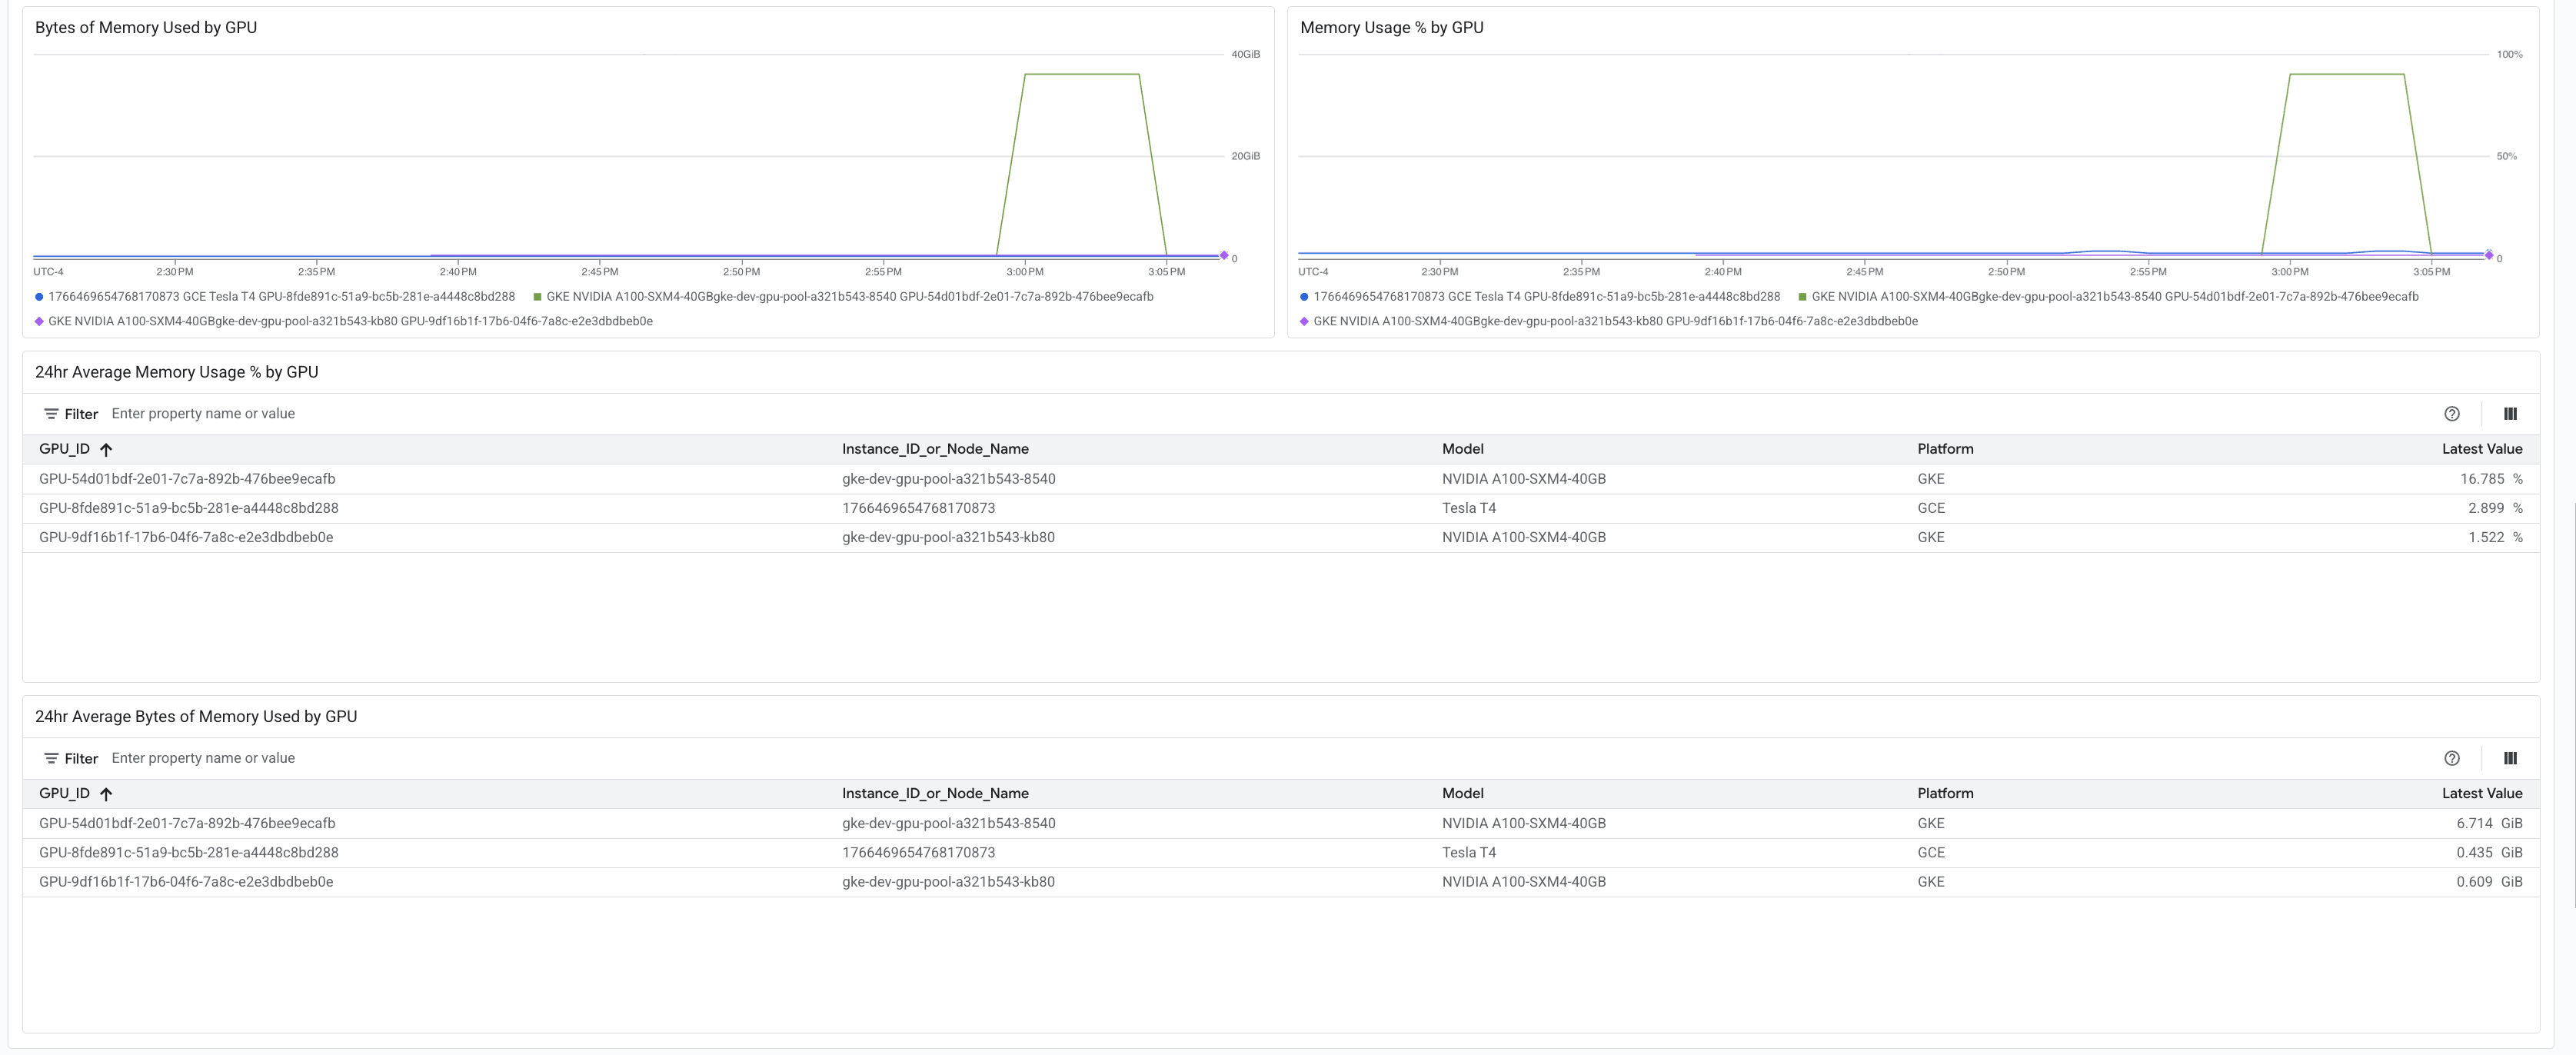 Bytes of Memory Used by GPU
40GiB
20GiB
0
UTC-4 2:30 PM 2:35 PM 2:40 PM 2:45 PM 2:50 PM 2:55 PM 3:00 PM 3:05 PM
1766469654768170873 GCE Tesla T4 GPU-8fde891c-51a9-bc5b-281e-a4448c8bd288 GKE NVIDIA A100-SXM4-40GBgke-dev-gpu-pool-a321b543-8540 GPU-54d01bdf-2e01-7c7a-892b-476bee9ecafb
GKE NVIDIA A100-SXM4-40GBgke-dev-gpu-pool-a321b543-kb80 GPU-9df16b1f-17b6-04f6-7a8c-e2e3dbdbeb0e
Memory Usage % by GPU
100%
50%
0
UTC-4 2:30 PM 2:35 PM 2:40 PM 2:45 PM 2:50 PM 2:55 PM 3:00 PM 3:05 PM
1766469654768170873 GCE Tesla T4 GPU-8fde891c-51a9-bc5b-281e-a4448c8bd288 GKE NVIDIA A100-SXM4-40GBgke-dev-gpu-pool-a321b543-8540 GPU-54d01bdf-2e01-7c7a-892b-476bee9ecafb
GKE NVIDIA A100-SXM4-40GBgke-dev-gpu-pool-a321b543-kb80 GPU-9df16b1f-17b6-04f6-7a8c-e2e3dbdbeb0e
24hr Average Memory Usage % by GPU
Filter Enter property name or value
GPU_ID Instance_ID_or_Node_Name Model Platform Latest Value
GPU-54d01bdf-2e01-7c7a-892b-476bee9ecafb gke-dev-gpu-pool-a321b543-8540 NVIDIA A100-SXM4-40GB GKE 16.785 %
GPU-8fde891c-51a9-bc5b-281e-a4448c8bd288 1766469654768170873 Tesla T4 GCE 2.899 %
GPU-9df16b1f-17b6-04f6-7a8c-e2e3dbdbeb0e gke-dev-gpu-pool-a321b543-kb80 NVIDIA A100-SXM4-40GB GKE 1.522 %
24hr Average Bytes of Memory Used by GPU
Filter Enter property name or value
GPU_ID Instance_ID_or_Node_Name Model Platform Latest Value
GPU-54d01bdf-2e01-7c7a-892b-476bee9ecafb gke-dev-gpu-pool-a321b543-8540 NVIDIA A100-SXM4-40GB GKE 6.714 GiB
GPU-8fde891c-51a9-bc5b-281e-a4448c8bd288 1766469654768170873 Tesla T4 GCE 0.435 GiB
GPU-9df16b1f-17b6-04f6-7a8c-e2e3dbdbeb0e gke-dev-gpu-pool-a321b543-kb80 NVIDIA A100-SXM4-40GB GKE 0.609 GiB